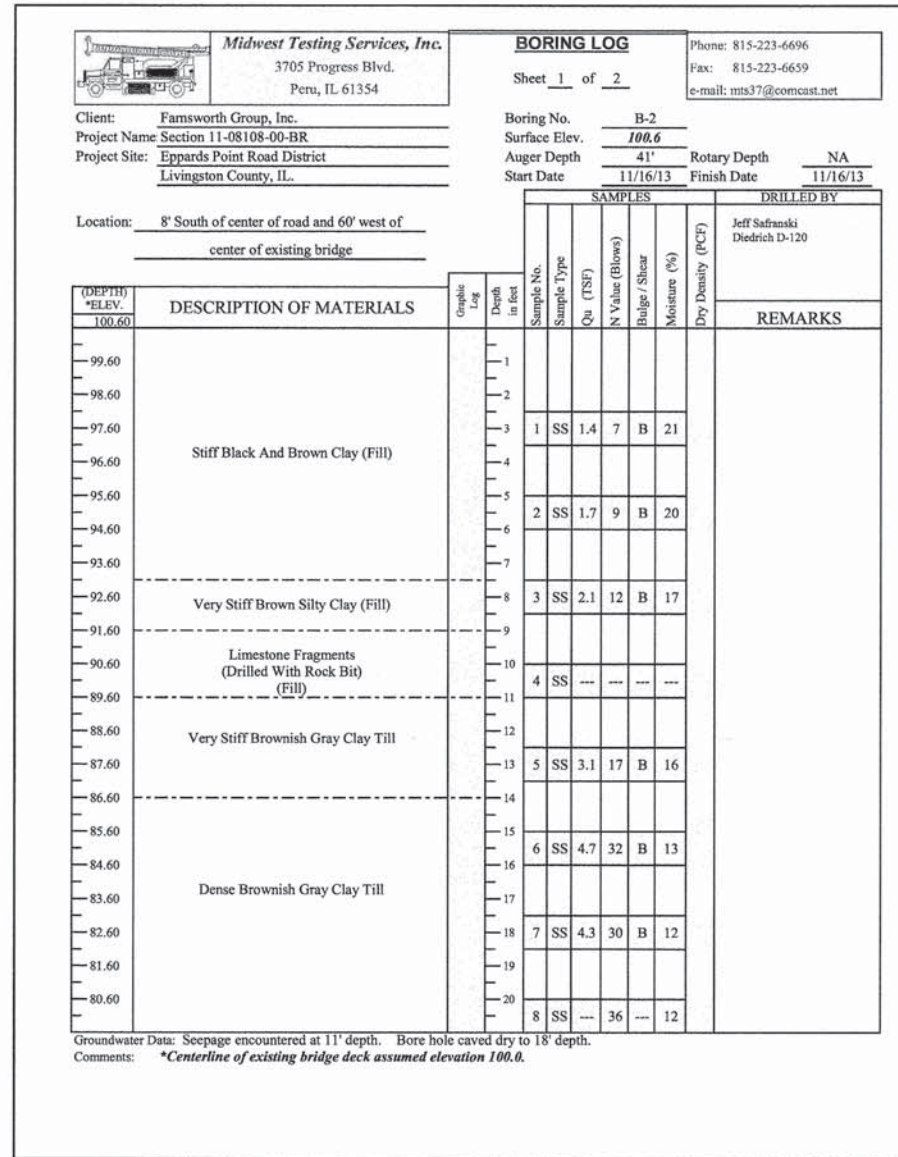 Midwest Testing Services, Inc.
3705 Progress Blvd.
Peru, IL 61354
BORING LOG
Sheet 1 of 2
Phone: 815-223-6696
Fax: 815-223-6659
e-mail: mts37@comcast.net
Client: Farnsworth Group, Inc.
Project Name Section 11-08108-00-BR
Project Site: Eppards Point Road District
Livingston County, IL.
Boring No. B-2
Surface Elev. 100.6
Auger Depth 41' Rotary Depth NA
Start Date 11/16/13 Finish Date 11/16/13
Location: 8' South of center of road and 60' west of
center of existing bridge
SAMPLES
DRILLED BY
Jeff Safranski
Diedrich D-120
(DEPTH)
*ELEV.
100.60
DESCRIPTION OF MATERIALS
Graphic Log
Depth in feet
Sample No.
Sample Type
Qu (TSF)
N Value (Blows)
Bulge / Shear
Moisture (%)
Dry Density (PCF)
REMARKS
99.60 1
98.60 2
97.60 3 1 SS 1.4 7 B 21
Stiff Black And Brown Clay (Fill)
96.60 4
95.60 5
2 SS 1.7 9 B 20
94.60 6
93.60 7
92.60 8 3 SS 2.1 12 B 17
Very Stiff Brown Silty Clay (Fill)
91.60 9
Limestone Fragments
90.60 10
(Drilled With Rock Bit)
4 SS --- --- --- ---
(Fill)
89.60 11
88.60 12
Very Stiff Brownish Gray Clay Till
87.60 13 5 SS 3.1 17 B 16
86.60 14
85.60 15
6 SS 4.7 32 B 13
84.60 16
Dense Brownish Gray Clay Till
83.60 17
82.60 18 7 SS 4.3 30 B 12
81.60 19
80.60 20
8 SS --- 36 --- 12
Groundwater Data: Seepage encountered at 11' depth. Bore hole caved dry to 18' depth.
Comments: *Centerline of existing bridge deck assumed elevation 100.0.